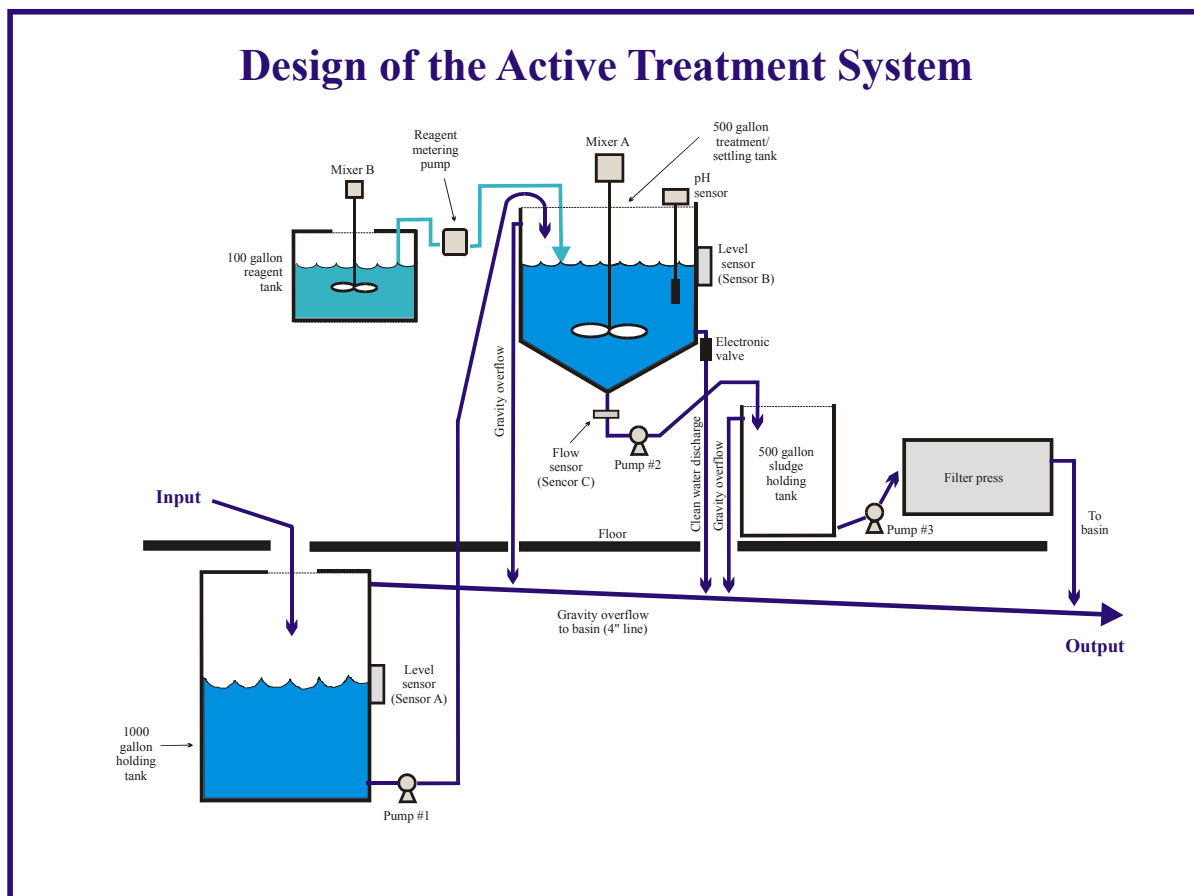 Design of the Active Treatment System
Reagent
metering
pump
Mixer B
Mixer A
500 gallon
treatment/
settling tank
pH
sensor
100 gallon
reagent
tank
Level
sensor
(Sensor B)
Electronic
valve
Gravity overflow
Flow
sensor
(Sencor C)
Pump #2
Clean water discharge
Gravity overflow
500 gallon
sludge
holding
tank
Filter press
Pump #3
To
basin
Input
Floor
Gravity overflow
to basin (4" line)
Output
Level
sensor
(Sensor A)
1000
gallon
holding
tank
Pump #1